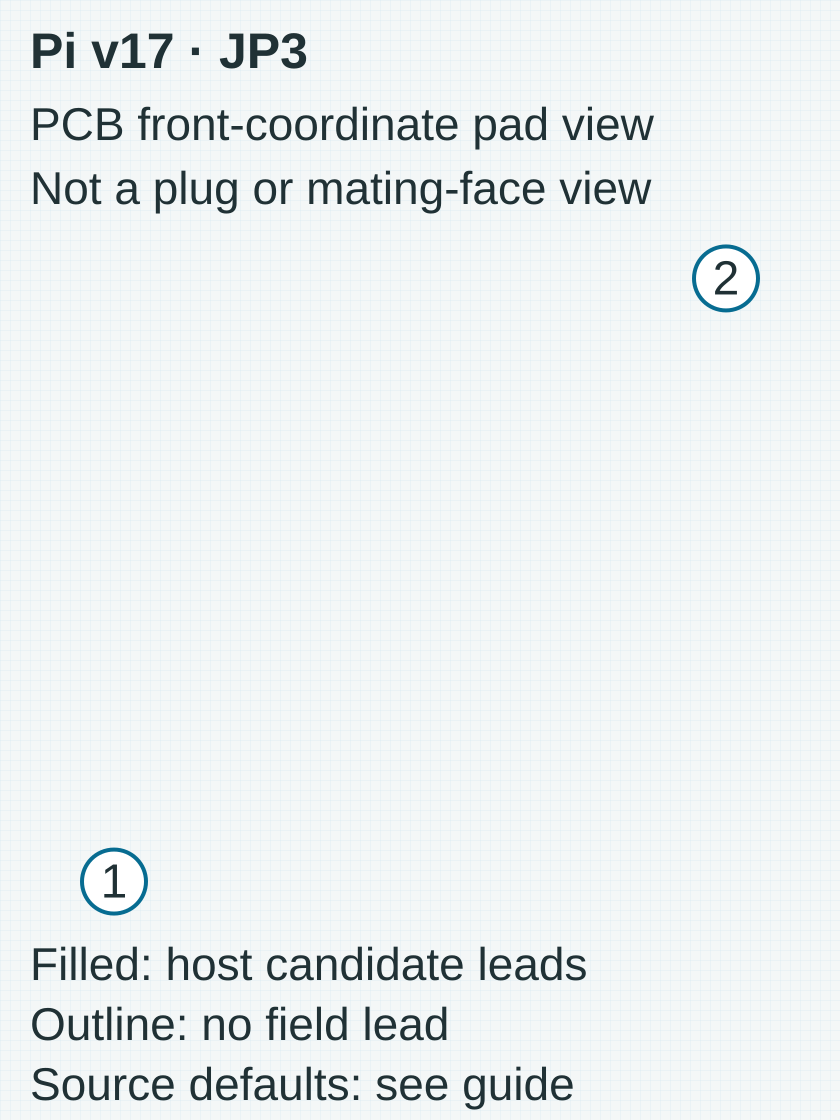 Pi v17 · JP3
PCB front-coordinate pad view
Not a plug or mating-face view
2
1
Filled: host candidate leads
Outline: no field lead
Source defaults: see guide